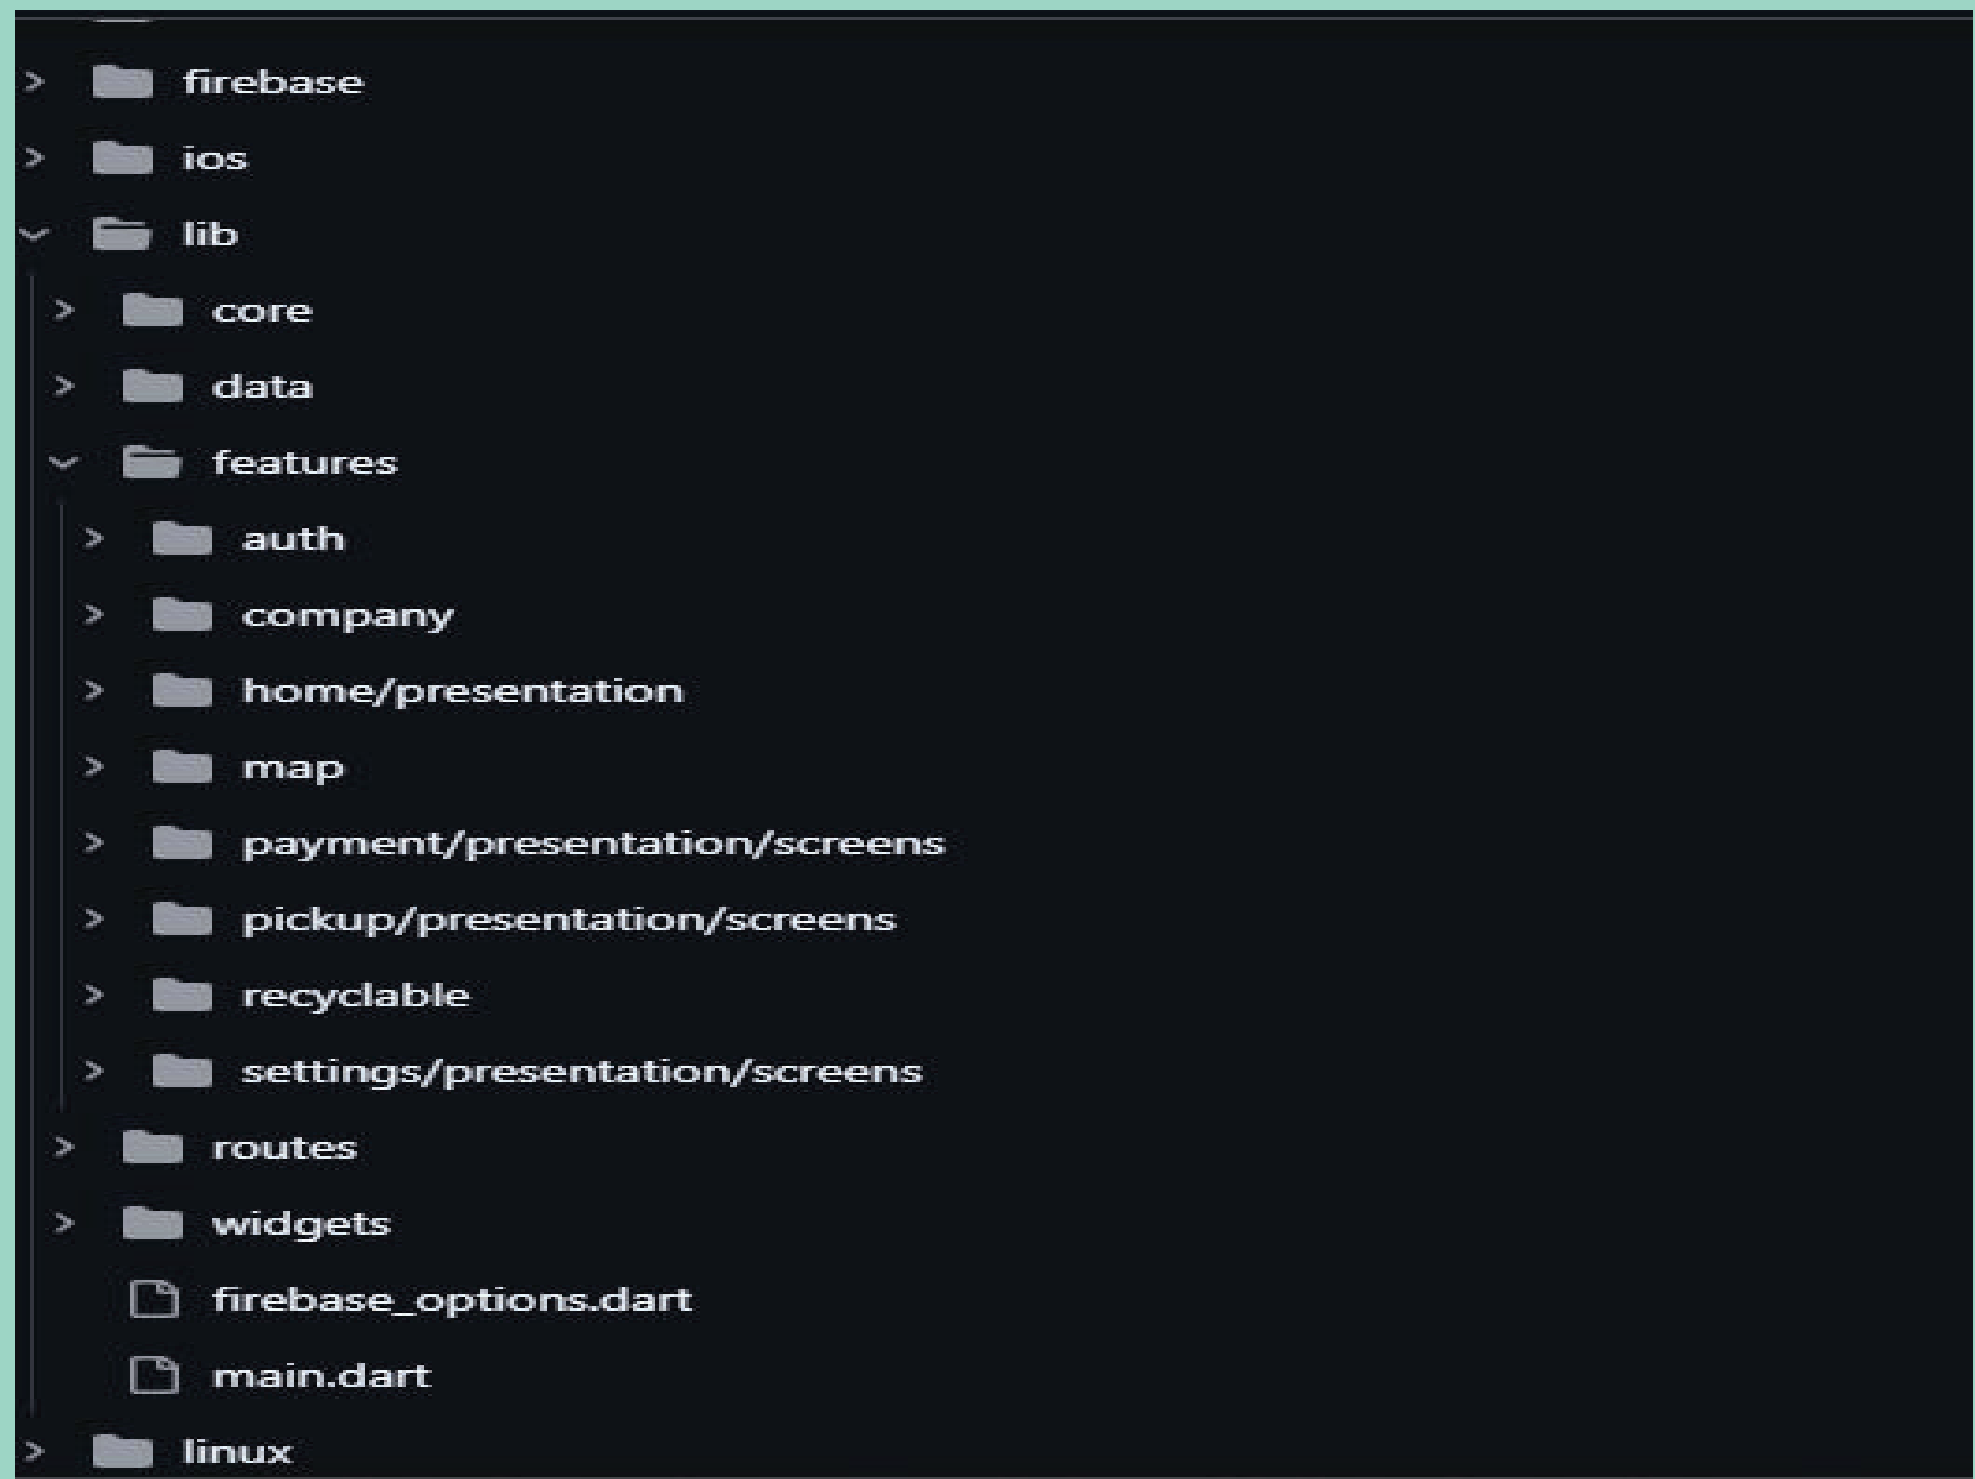 firebase
ios
lib
core
data
features
auth
company
home/presentation
map
payment/presentation/screens
pickup/presentation/screens
recyclable
settings/presentation/screens
routes
widgets
firebase_options.dart
main.dart
linux